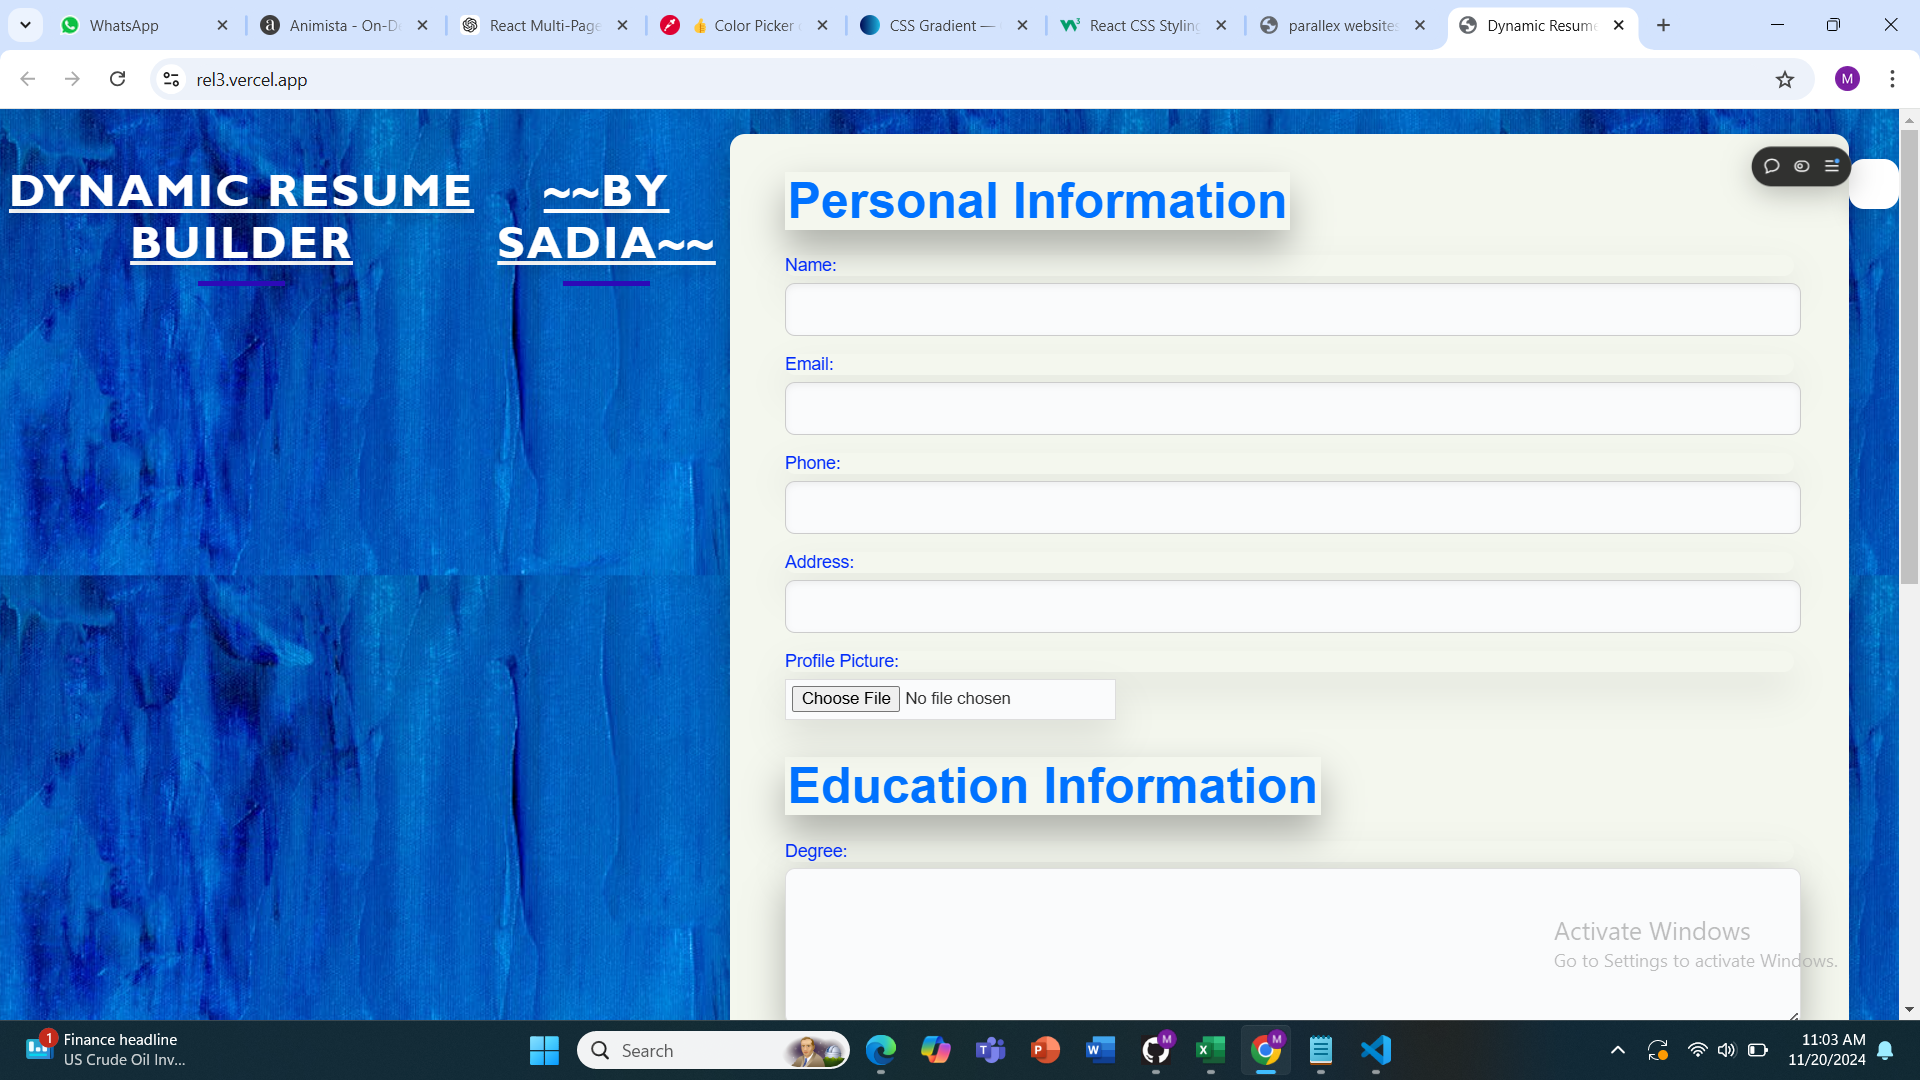 WhatsApp
Animista - On-D
React Multi-Page
Color Picker
CSS Gradient —
React CSS Styling
parallex websites
Dynamic Resume
rel3.vercel.app
M
DYNAMIC RESUME
BUILDER
~~BY
SADIA~~
Personal Information
Name:
Email:
Phone:
Address:
Profile Picture:
Choose File No file chosen
Education Information
Degree:
Activate Windows
Go to Settings to activate Windows.
1
Finance headline
US Crude Oil Inv...
Search
M
M
11:03 AM
11/20/2024